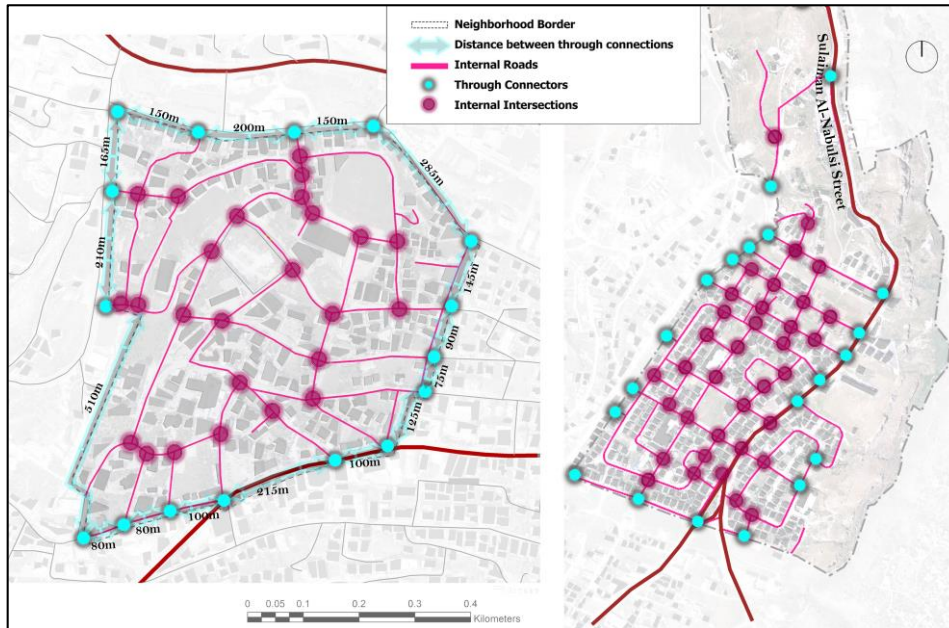 Neighborhood Border
Distance between through connections
Internal Roads
Through Connectors
Internal Intersections
Sulaiman Al-Nabulsi Street
150m
200m
150m
165m
285m
210m
145m
90m
75m
510m
125m
100m
215m
100m
80m
80m
0 0.05 0.1 0.2 0.3 0.4
Kilometers